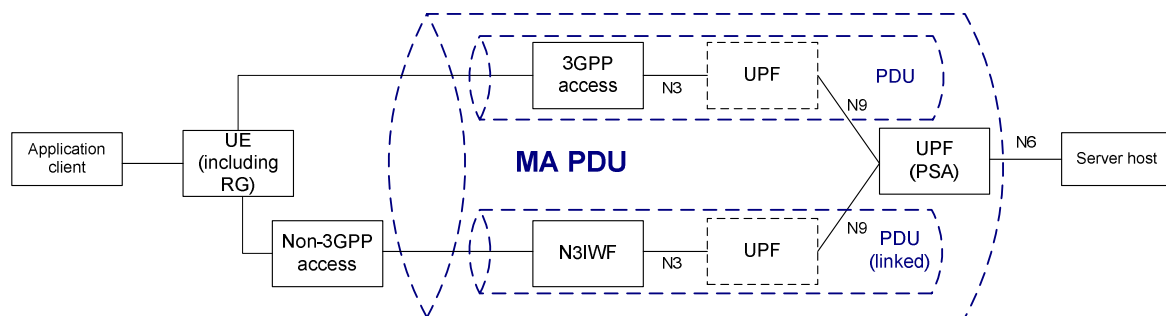 3GPP
access
N3
UPF
PDU
N9
Application
client
UE
(including
RG)
MA PDU
UPF
(PSA)
N6
Server host
Non-3GPP
access
N3IWF
N3
UPF
N9
PDU
(linked)